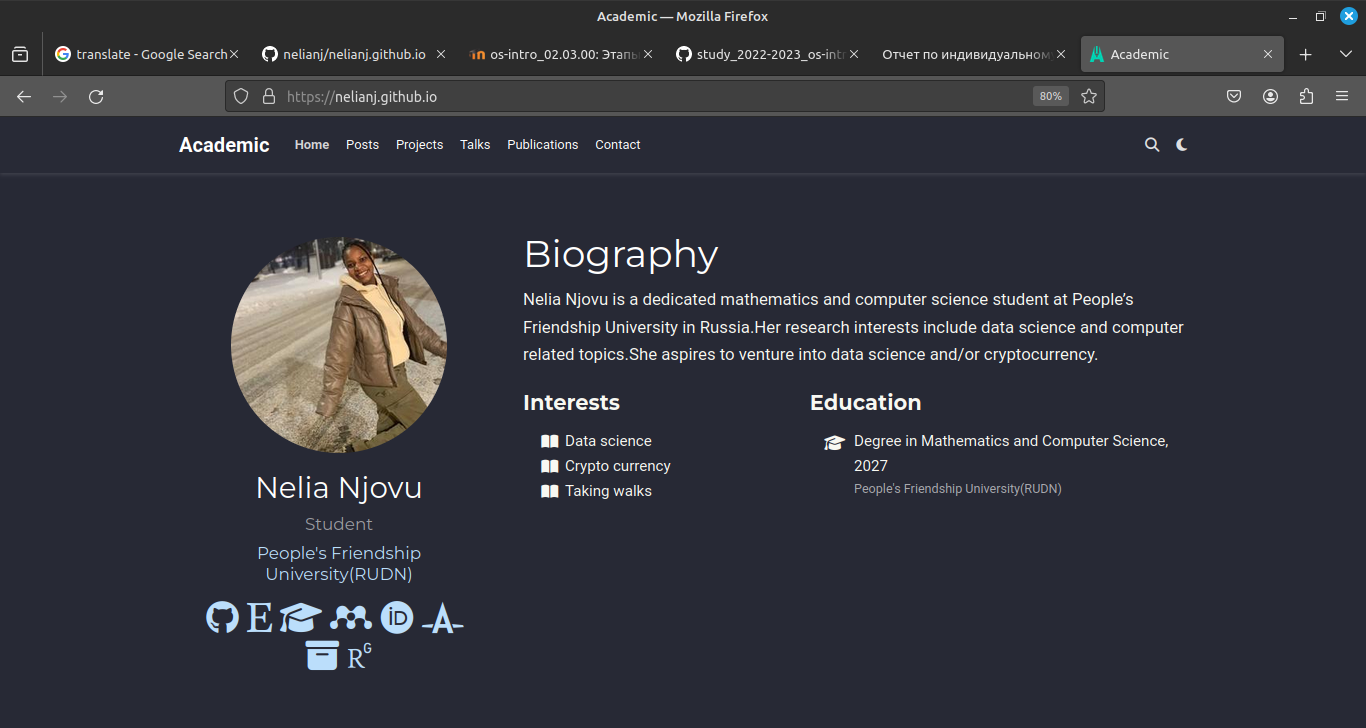 Academic — Mozilla Firefox
translate - Google Search
nelianj/nelianj.github.io
os-intro_02.03.00: Этапы
study_2022-2023_os-intr
Отчет по индивидуальном
Academic
https://nelianj.github.io
80%
Academic Home Posts Projects Talks Publications Contact
Biography
Nelia Njovu is a dedicated mathematics and computer science student at People’s
Friendship University in Russia.Her research interests include data science and computer
related topics.She aspires to venture into data science and/or cryptocurrency.
Interests
Data science
Crypto currency
Taking walks
Education
Degree in Mathematics and Computer Science,
2027
People's Friendship University(RUDN)
Nelia Njovu
Student
People's Friendship
University(RUDN)